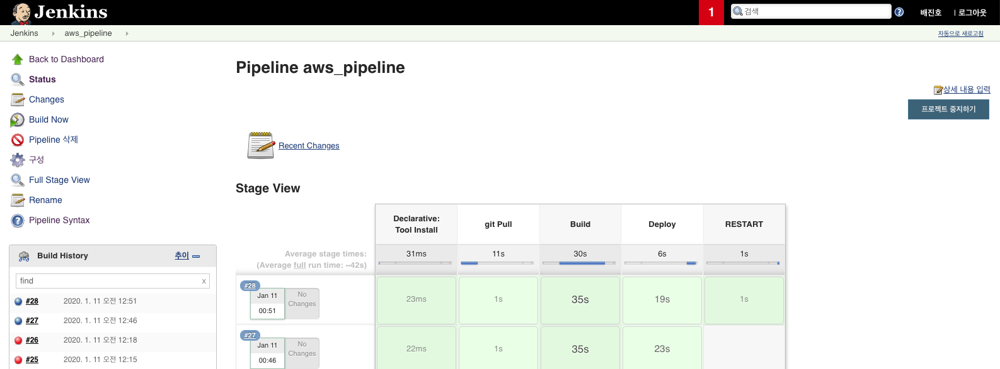 Jenkins
1
검색
배진호
| 로그아웃
Jenkins
aws_pipeline
자동으로 새로고침
Back to Dashboard
Status
Changes
Build Now
Pipeline 삭제
구성
Full Stage View
Rename
Pipeline Syntax
Build History
추이
find
x
#28 2020. 1. 11 오전 12:51
#27 2020. 1. 11 오전 12:46
#26 2020. 1. 11 오전 12:18
#25 2020. 1. 11 오전 12:15
Pipeline aws_pipeline
상세 내용 입력
프로젝트 중지하기
Recent Changes
Stage View
Declarative:
Tool Install
git Pull
Build
Deploy
RESTART
Average stage times:
(Average full run time: ~42s)
31ms
11s
30s
6s
1s
#28
Jan 11
00:51
No
Changes
23ms
1s
35s
19s
1s
#27
Jan 11
00:46
No
Changes
22ms
1s
35s
23s